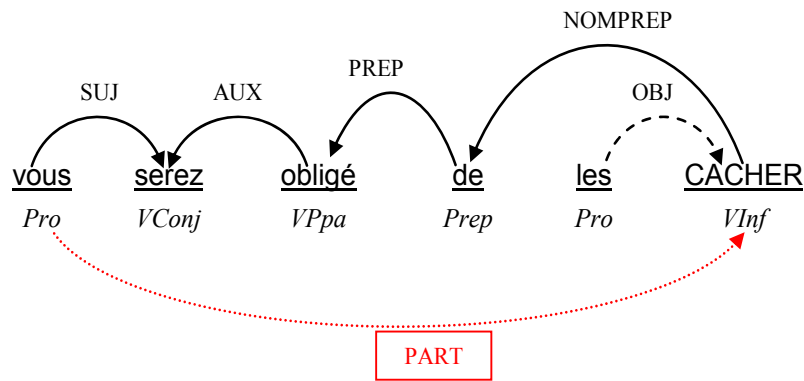 NOMPREP
PREP
SUJ AUX OBJ
vous serez obligé de les CACHER
Pro VConj VPpa Prep Pro VInf
PART